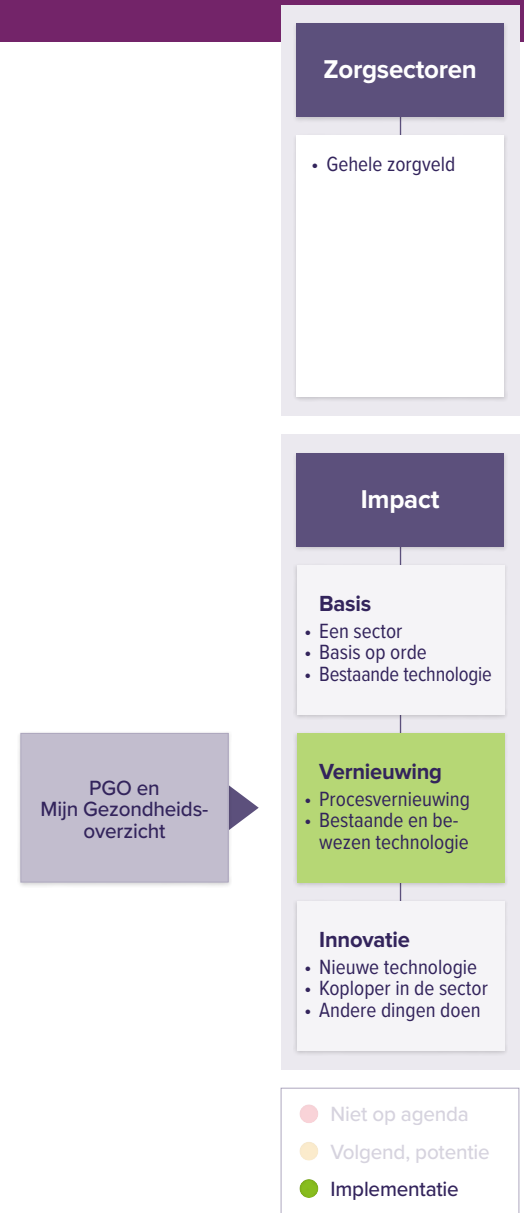 Zorgsectoren
• Gehele zorgveld
Impact
Basis
• Een sector
• Basis op orde
• Bestaande technologie
PGO en
Mijn Gezondheids-
overzicht
Vernieuwing
• Procesvernieuwing
• Bestaande en be-
wezen technologie
Innovatie
• Nieuwe technologie
• Koploper in de sector
• Andere dingen doen
Niet op agenda
Volgend, potentie
Implementatie